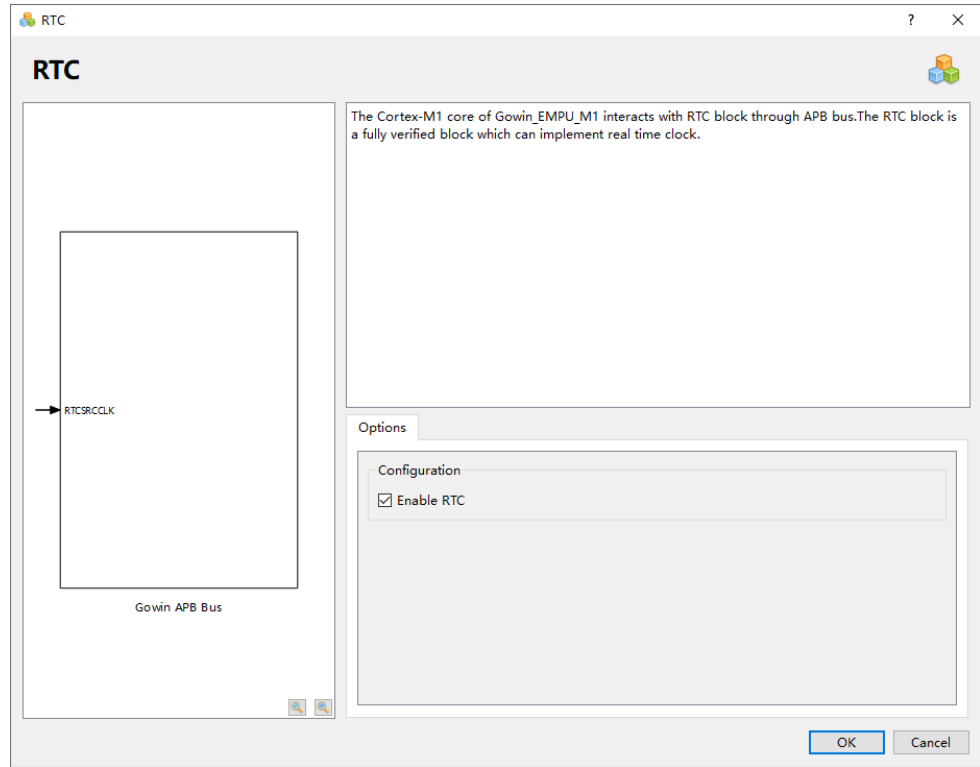 RTC
RTC
The Cortex-M1 core of Gowin_EMPU_M1 interacts with RTC block through APB bus.The RTC block is
a fully verified block which can implement real time clock.
RTCSRCCLK
Gowin APB Bus
Options
Configuration
Enable RTC
OK
Cancel